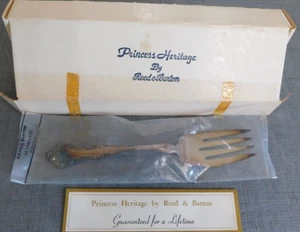 Princess Heritage
By
Reed & Barton
Princess Heritage by Reed & Barton
Guaranteed for a Lifetime